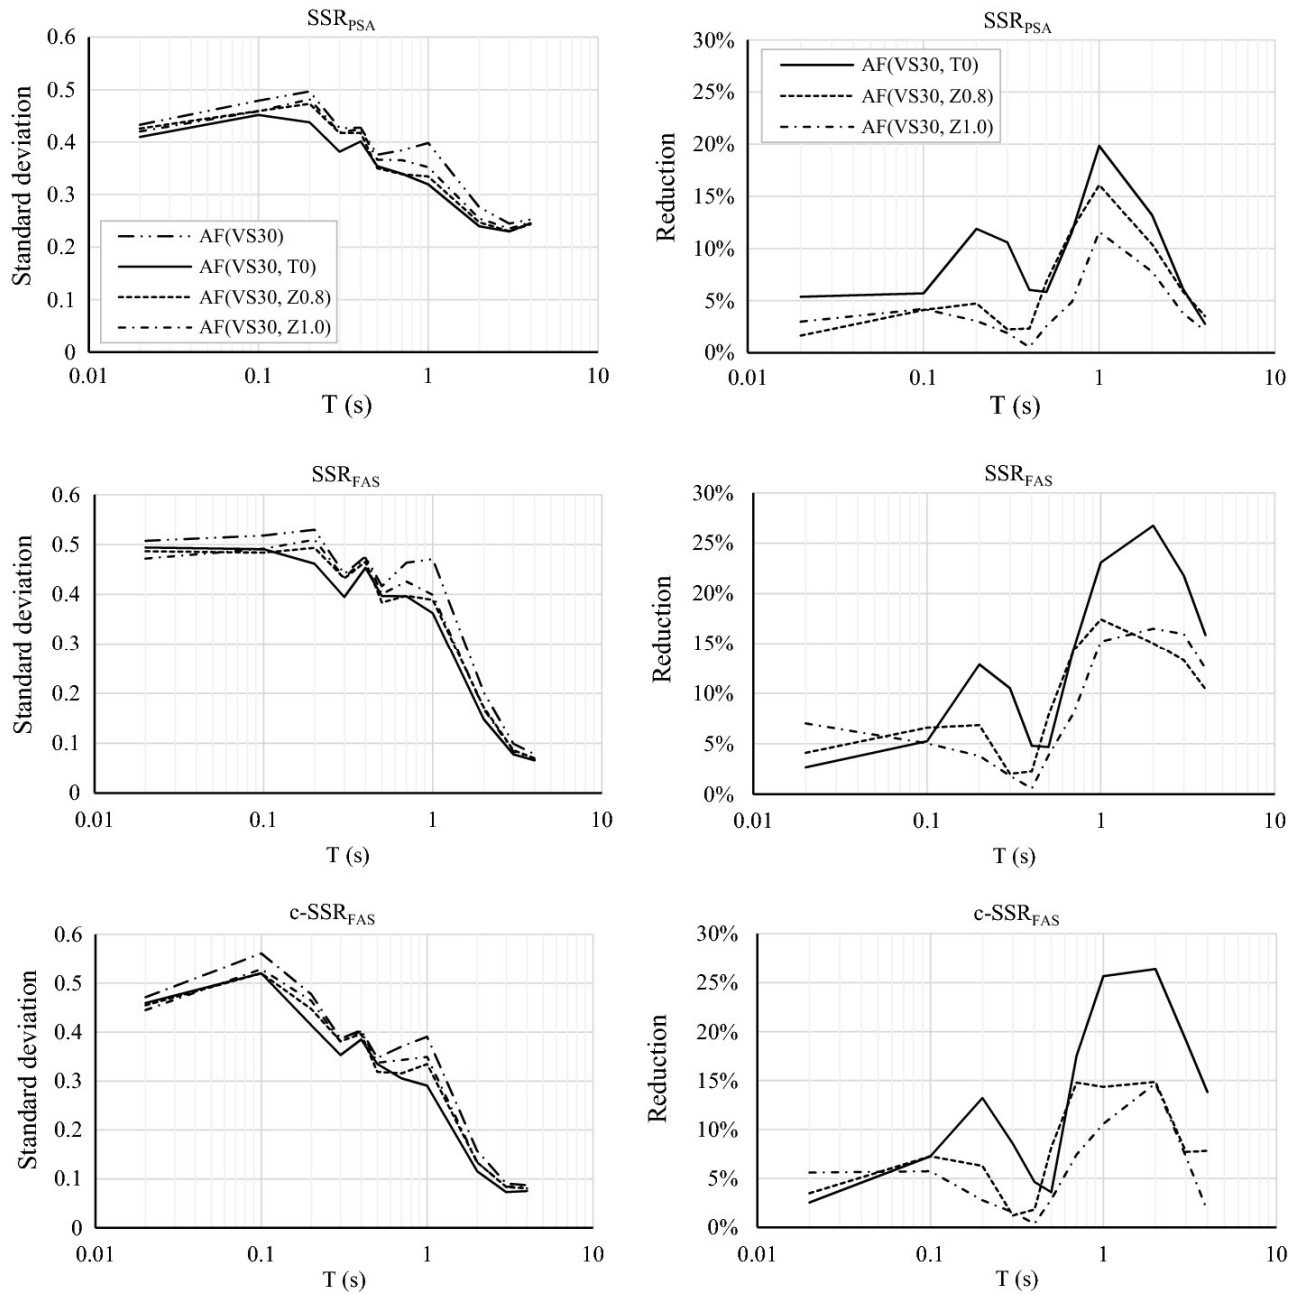 SSRPSA
Standard deviation
0.6
0.5
0.4
0.3
0.2
0.1
0
AF(VS30)
AF(VS30, T0)
AF(VS30, Z0.8)
AF(VS30, Z1.0)
0.01 0.1 1 10
T (s)
SSRPSA
Reduction
30%
25%
20%
15%
10%
5%
0%
AF(VS30, T0)
AF(VS30, Z0.8)
AF(VS30, Z1.0)
0.01 0.1 1 10
T (s)
SSRFAS
Standard deviation
0.6
0.5
0.4
0.3
0.2
0.1
0
0.01 0.1 1 10
T (s)
SSRFAS
Reduction
30%
25%
20%
15%
10%
5%
0%
0.01 0.1 1 10
T (s)
c-SSRFAS
Standard deviation
0.6
0.5
0.4
0.3
0.2
0.1
0
0.01 0.1 1 10
T (s)
c-SSRFAS
Reduction
30%
25%
20%
15%
10%
5%
0%
0.01 0.1 1 10
T (s)